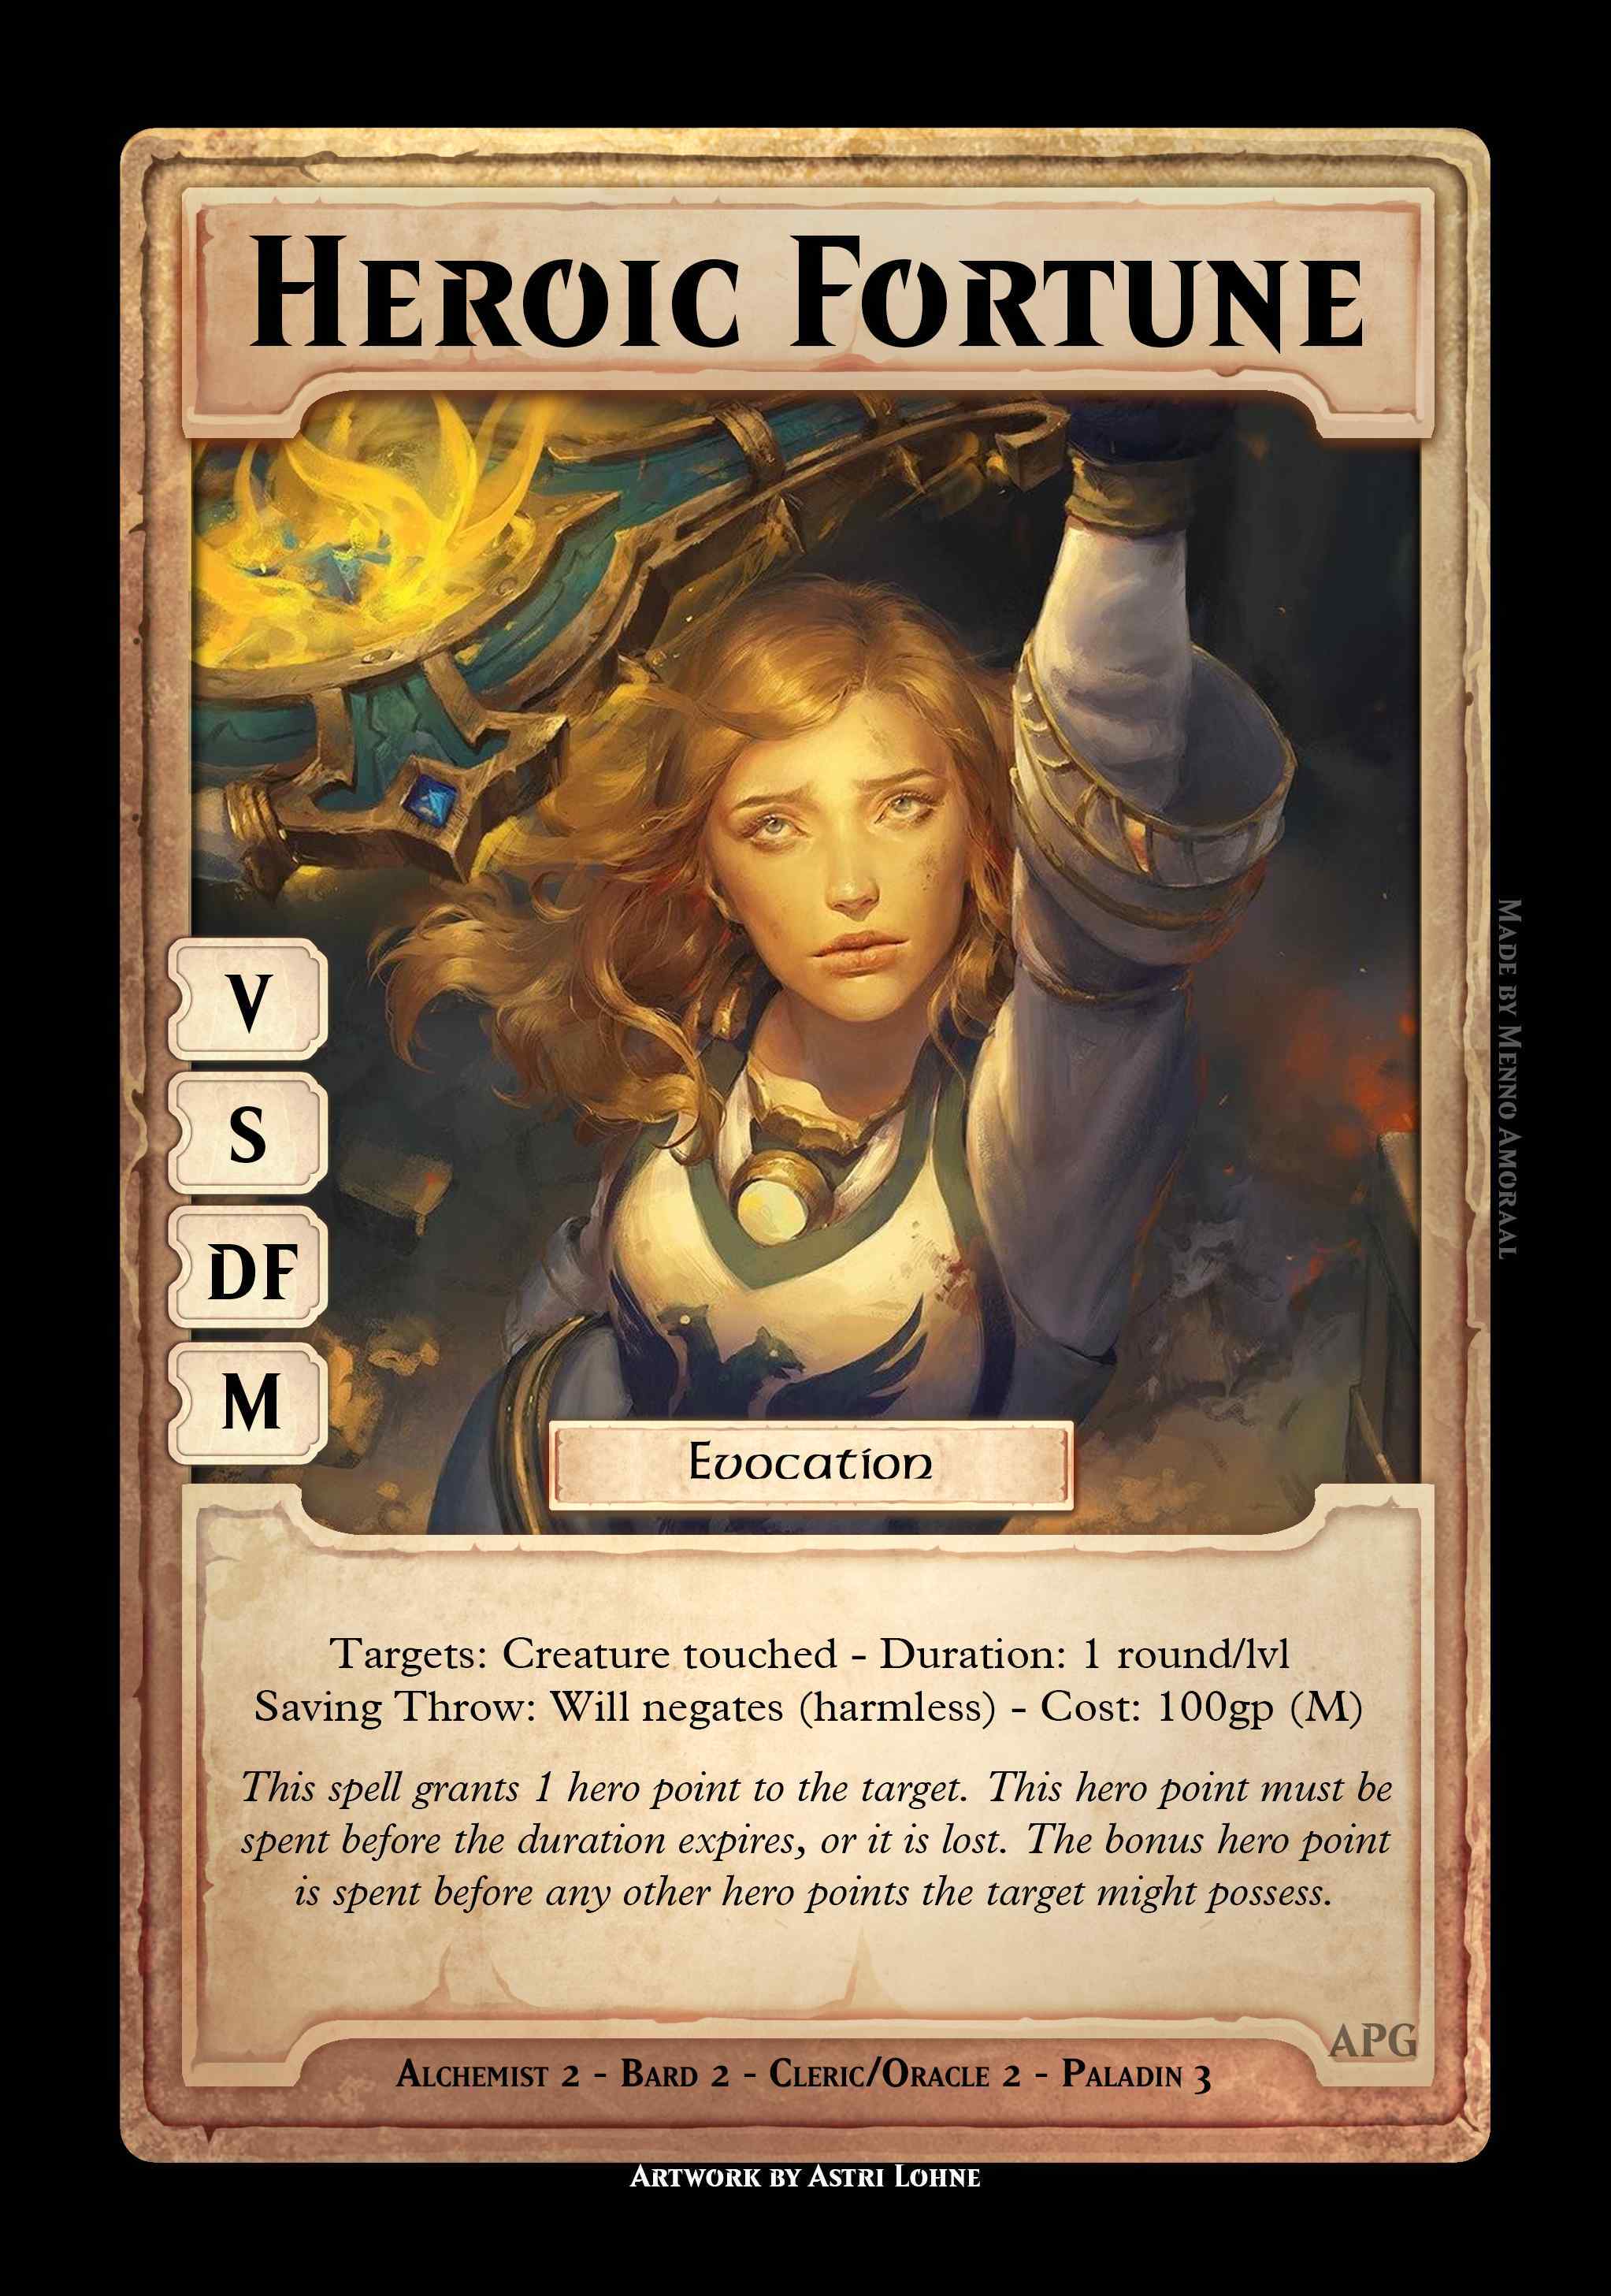 Heroic Fortune
V
S
DF
M
Evocation
Targets: Creature touched - Duration: 1 round/lvl
Saving Throw: Will negates (harmless) - Cost: 100gp (M)
This spell grants 1 hero point to the target. This hero point must be
spent before the duration expires, or it is lost. The bonus hero point
is spent before any other hero points the target might possess.
APG
Alchemist 2 - Bard 2 - Cleric/Oracle 2 - Paladin 3
Artwork by Astri Lohne
Made by Menno Amoraal